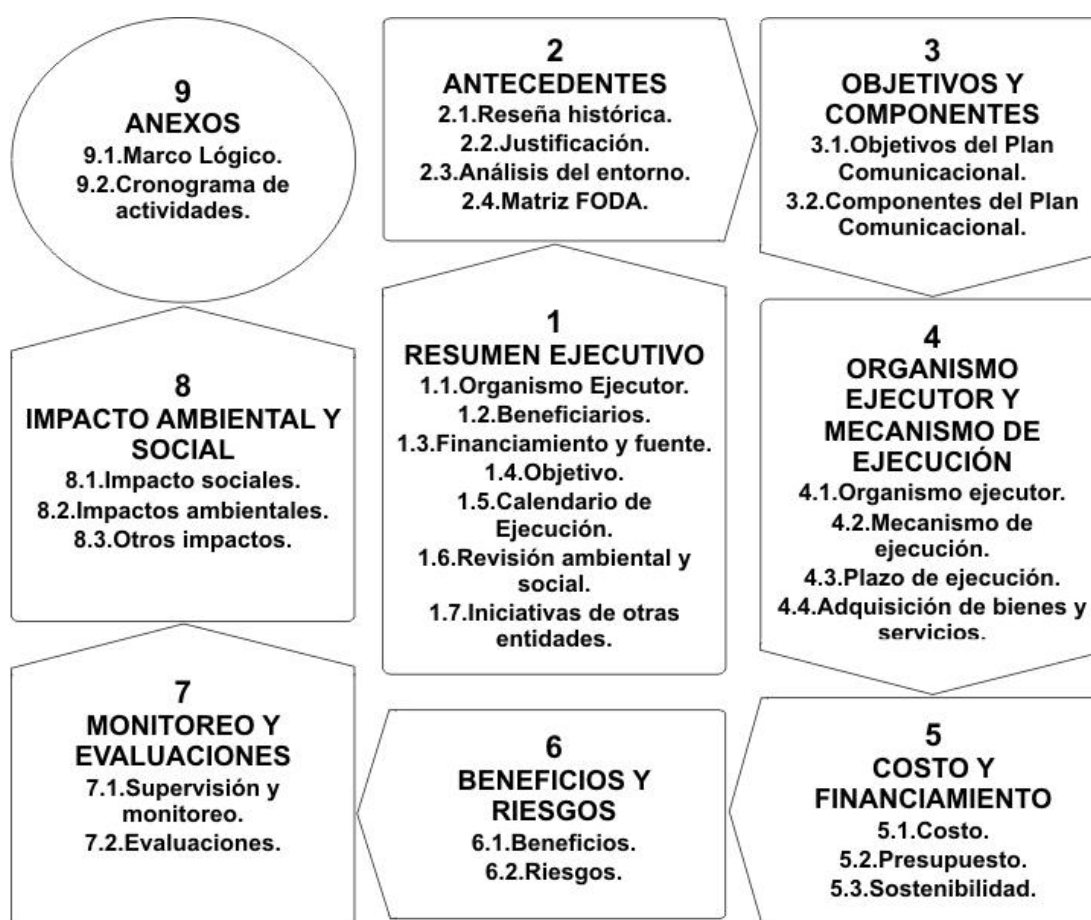 1
RESUMEN EJECUTIVO
1.1.Organismo Ejecutor.
1.2.Beneficiarios.
1.3.Financiamiento y fuente.
1.4.Objetivo.
1.5.Calendario de
Ejecución.
1.6.Revisión ambiental y
social.
1.7.Iniciativas de otras
entidades.
2
ANTECEDENTES
2.1.Reseña histórica.
2.2.Justificación.
2.3.Análisis del entorno.
2.4.Matriz FODA.
3
OBJETIVOS Y
COMPONENTES
3.1.Objetivos del Plan
Comunicacional.
3.2.Componentes del Plan
Comunicacional.
4
ORGANISMO
EJECUTOR Y
MECANISMO DE
EJECUCIÓN
4.1.Organismo ejecutor.
4.2.Mecanismo de
ejecución.
4.3.Plazo de ejecución.
4.4.Adquisición de bienes y
servicios.
5
COSTO Y
FINANCIAMIENTO
5.1.Costo.
5.2.Presupuesto.
5.3.Sostenibilidad.
6
BENEFICIOS Y
RIESGOS
6.1.Beneficios.
6.2.Riesgos.
7
MONITOREO Y
EVALUACIONES
7.1.Supervisión y
monitoreo.
7.2.Evaluaciones.
8
IMPACTO AMBIENTAL Y
SOCIAL
8.1.Impacto sociales.
8.2.Impactos ambientales.
8.3.Otros impactos.
9
ANEXOS
9.1.Marco Lógico.
9.2.Cronograma de
actividades.